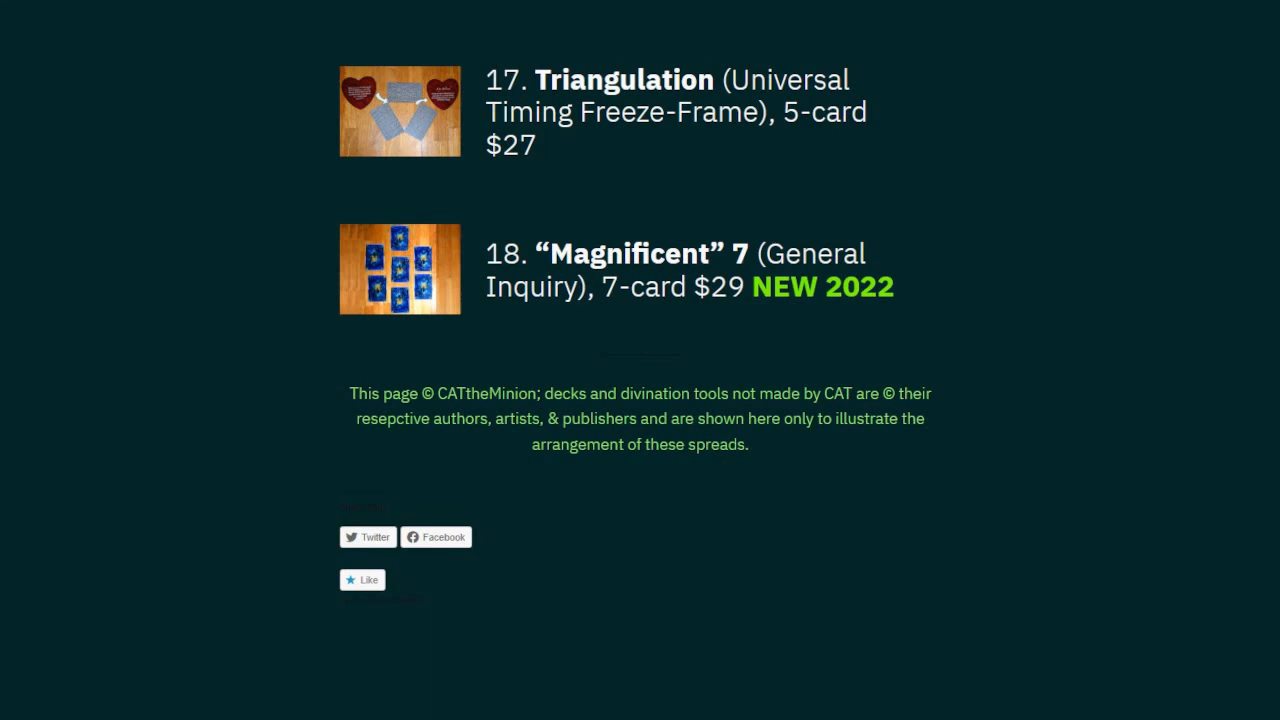 17. Triangulation (Universal
Timing Freeze-Frame), 5-card
$27
18. “Magnificent” 7 (General
Inquiry), 7-card $29 NEW 2022
This page © CATtheMinion; decks and divination tools not made by CAT are © their
resepctive authors, artists, & publishers and are shown here only to illustrate the
arrangement of these spreads.
Twitter
Facebook
Like